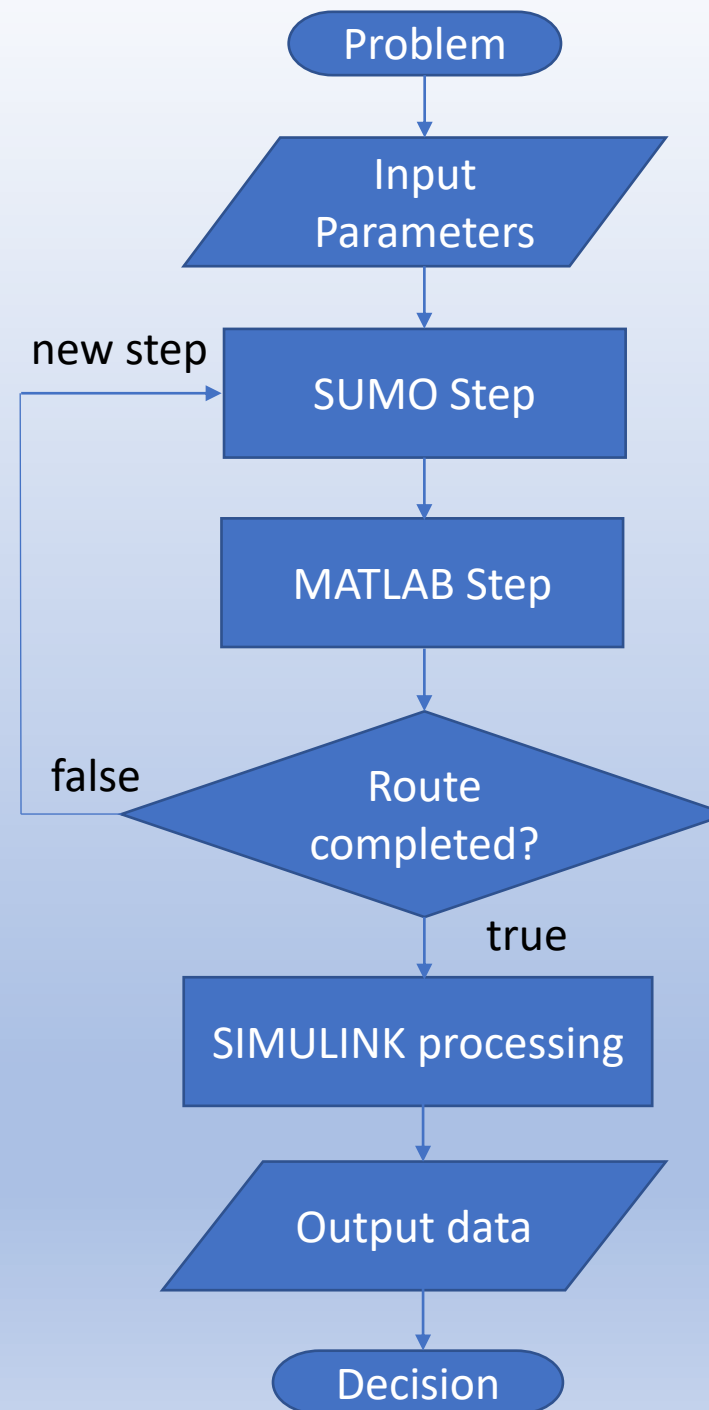 Problem
Input
Parameters
new step
SUMO Step
MATLAB Step
false
Route
completed?
true
SIMULINK processing
Output data
Decision